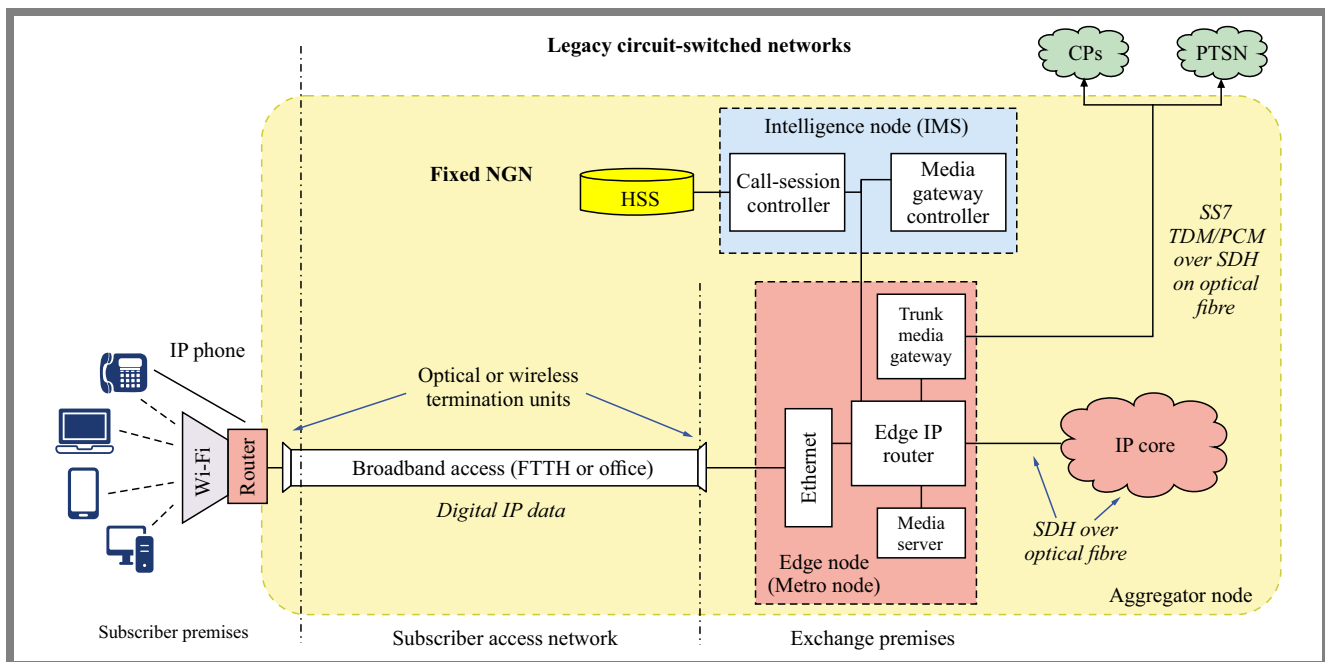 Legacy circuit-switched networks
CPs
PTSN
Intelligence node (IMS)
Fixed NGN
HSS
Call-session
controller
Media
gateway
controller
SS7
TDM/PCM
over SDH
on optical
fibre
Trunk
media
gateway
IP phone
Optical or wireless
termination units
Wi-Fi
Router
Broadband access (FTTH or office)
Digital IP data
Ethernet
Edge IP
router
IP core
Media
server
SDH over
optical fibre
Edge node
(Metro node)
Aggregator node
Subscriber premises
Subscriber access network
Exchange premises